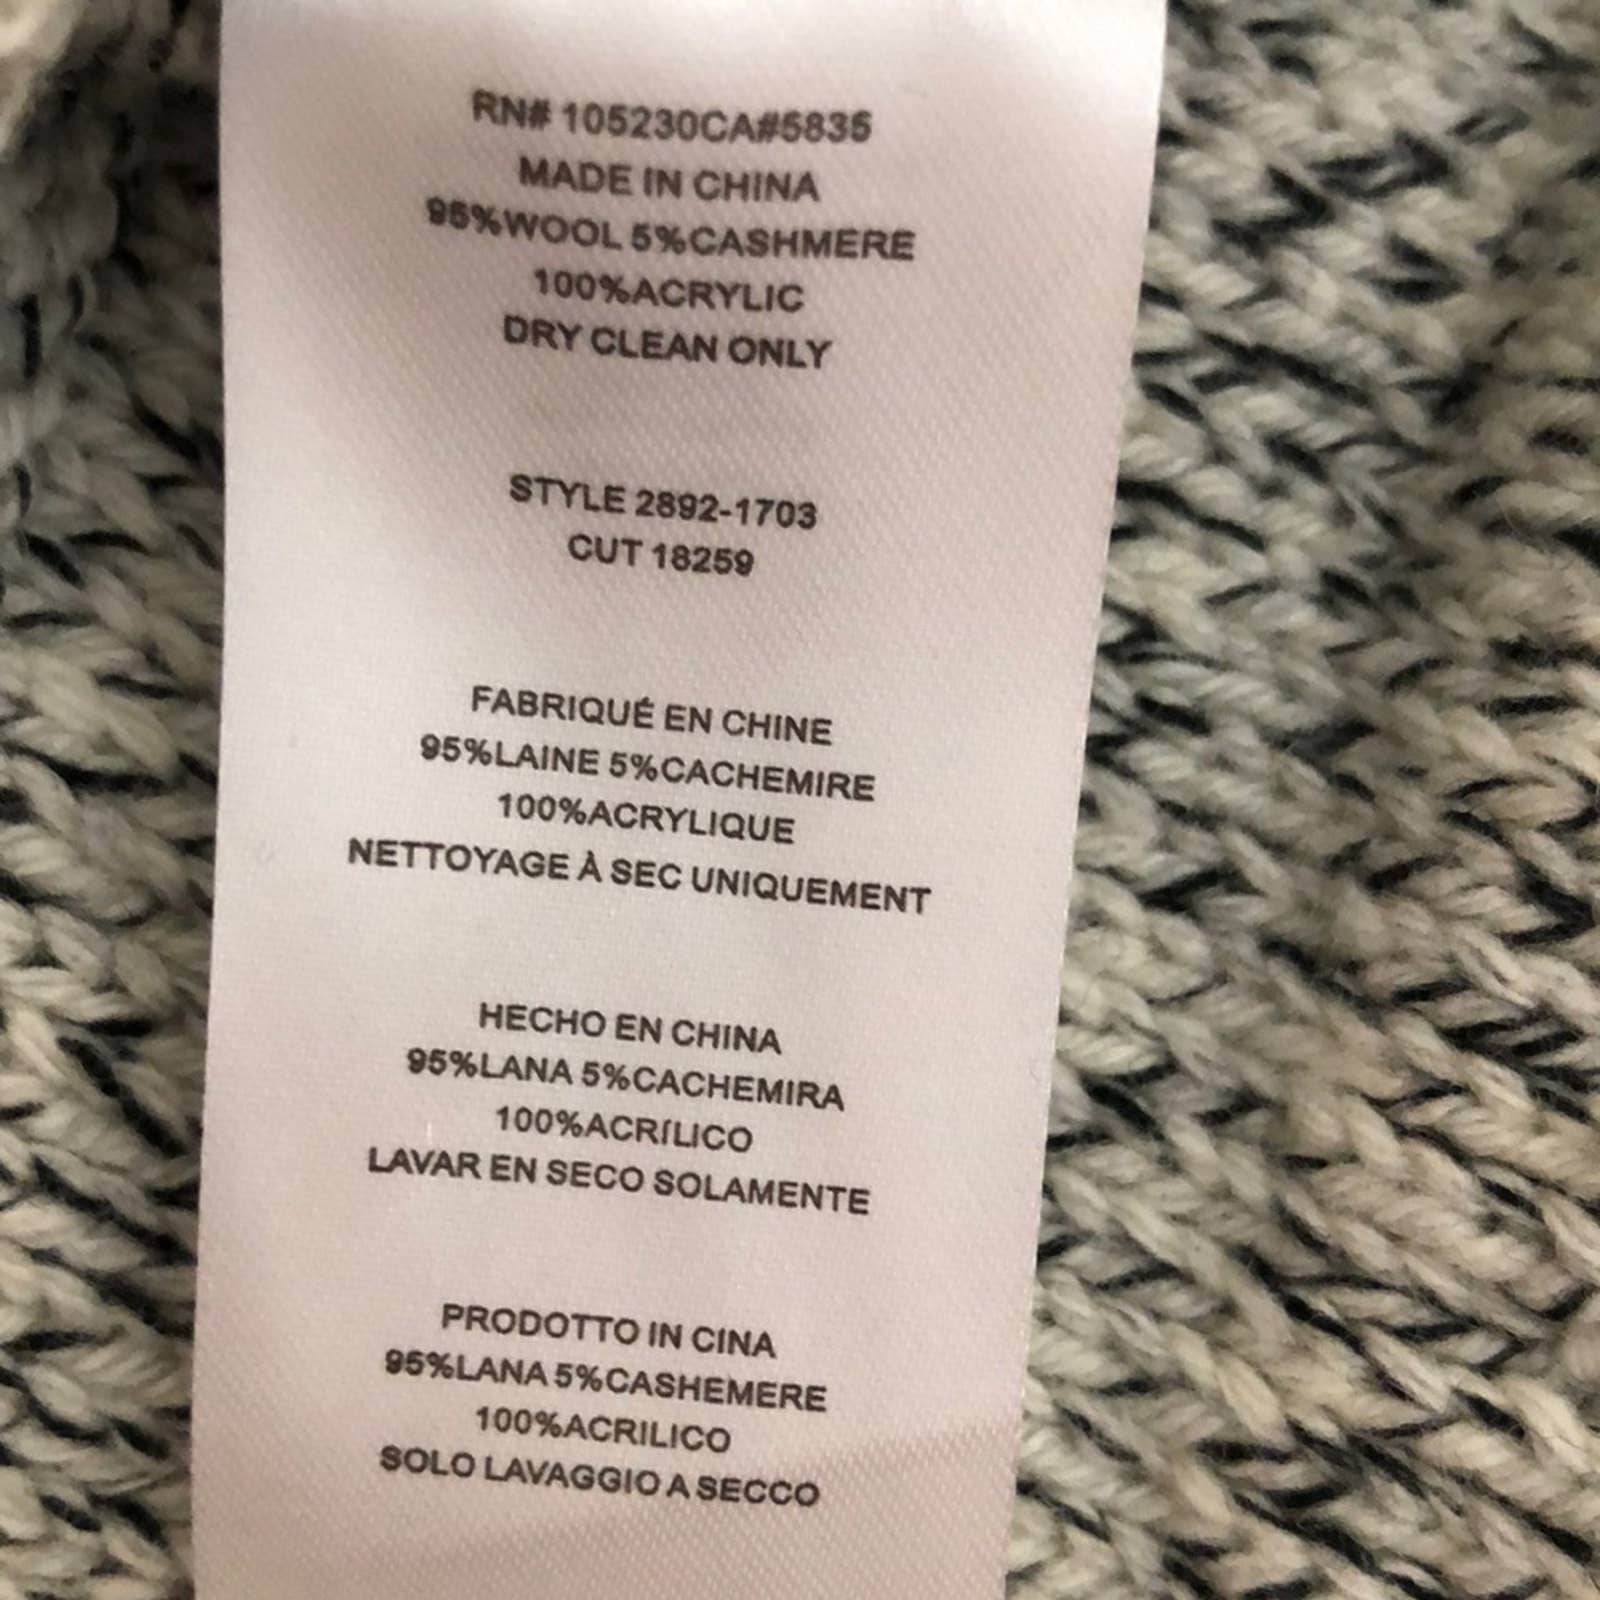 RN# 105230CA#5835
MADE IN CHINA
95%WOOL 5%CASHMERE
100%ACRYLIC
DRY CLEAN ONLY
STYLE 2892-1703
CUT 18259
FABRIQUÉ EN CHINE
95%LAINE 5%CACHEMIRE
100%ACRYLIQUE
NETTOYAGE À SEC UNIQUEMENT
HECHO EN CHINA
95%LANA 5%CACHEMIRA
100%ACRÍLICO
LAVAR EN SECO SOLAMENTE
PRODOTTO IN CINA
95%LANA 5%CASHEMERE
100%ACRILICO
SOLO LAVAGGIO A SECCO